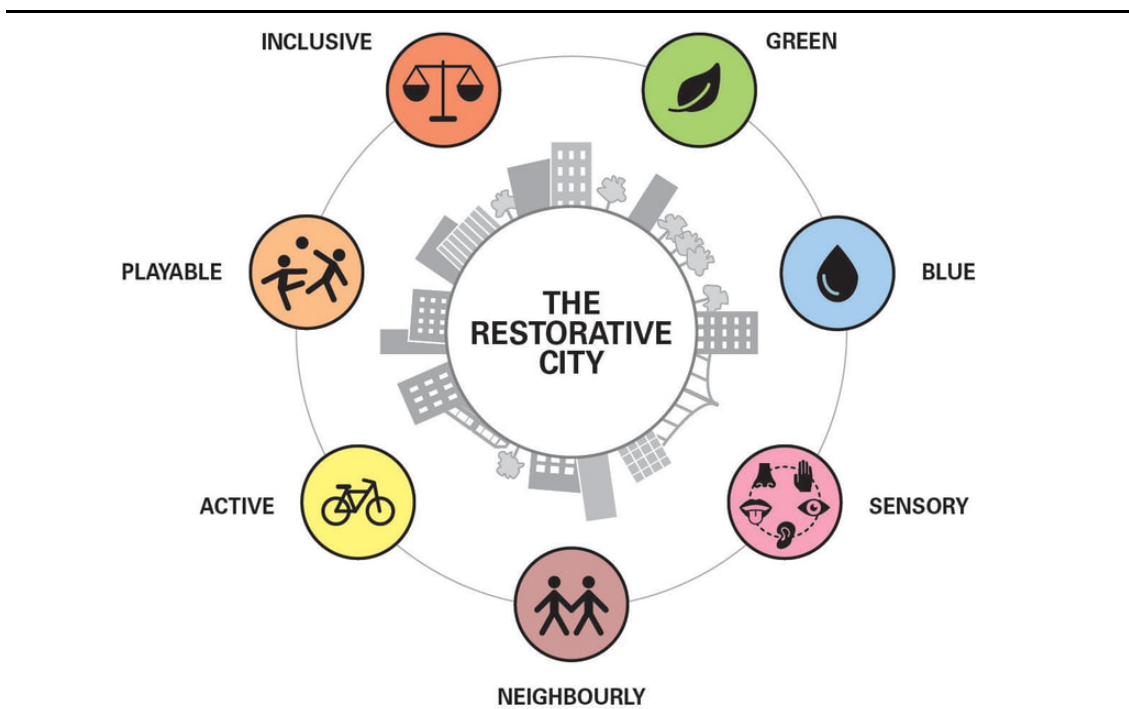 INCLUSIVE
GREEN
PLAYABLE
BLUE
THE
RESTORATIVE
CITY
ACTIVE
SENSORY
NEIGHBOURLY